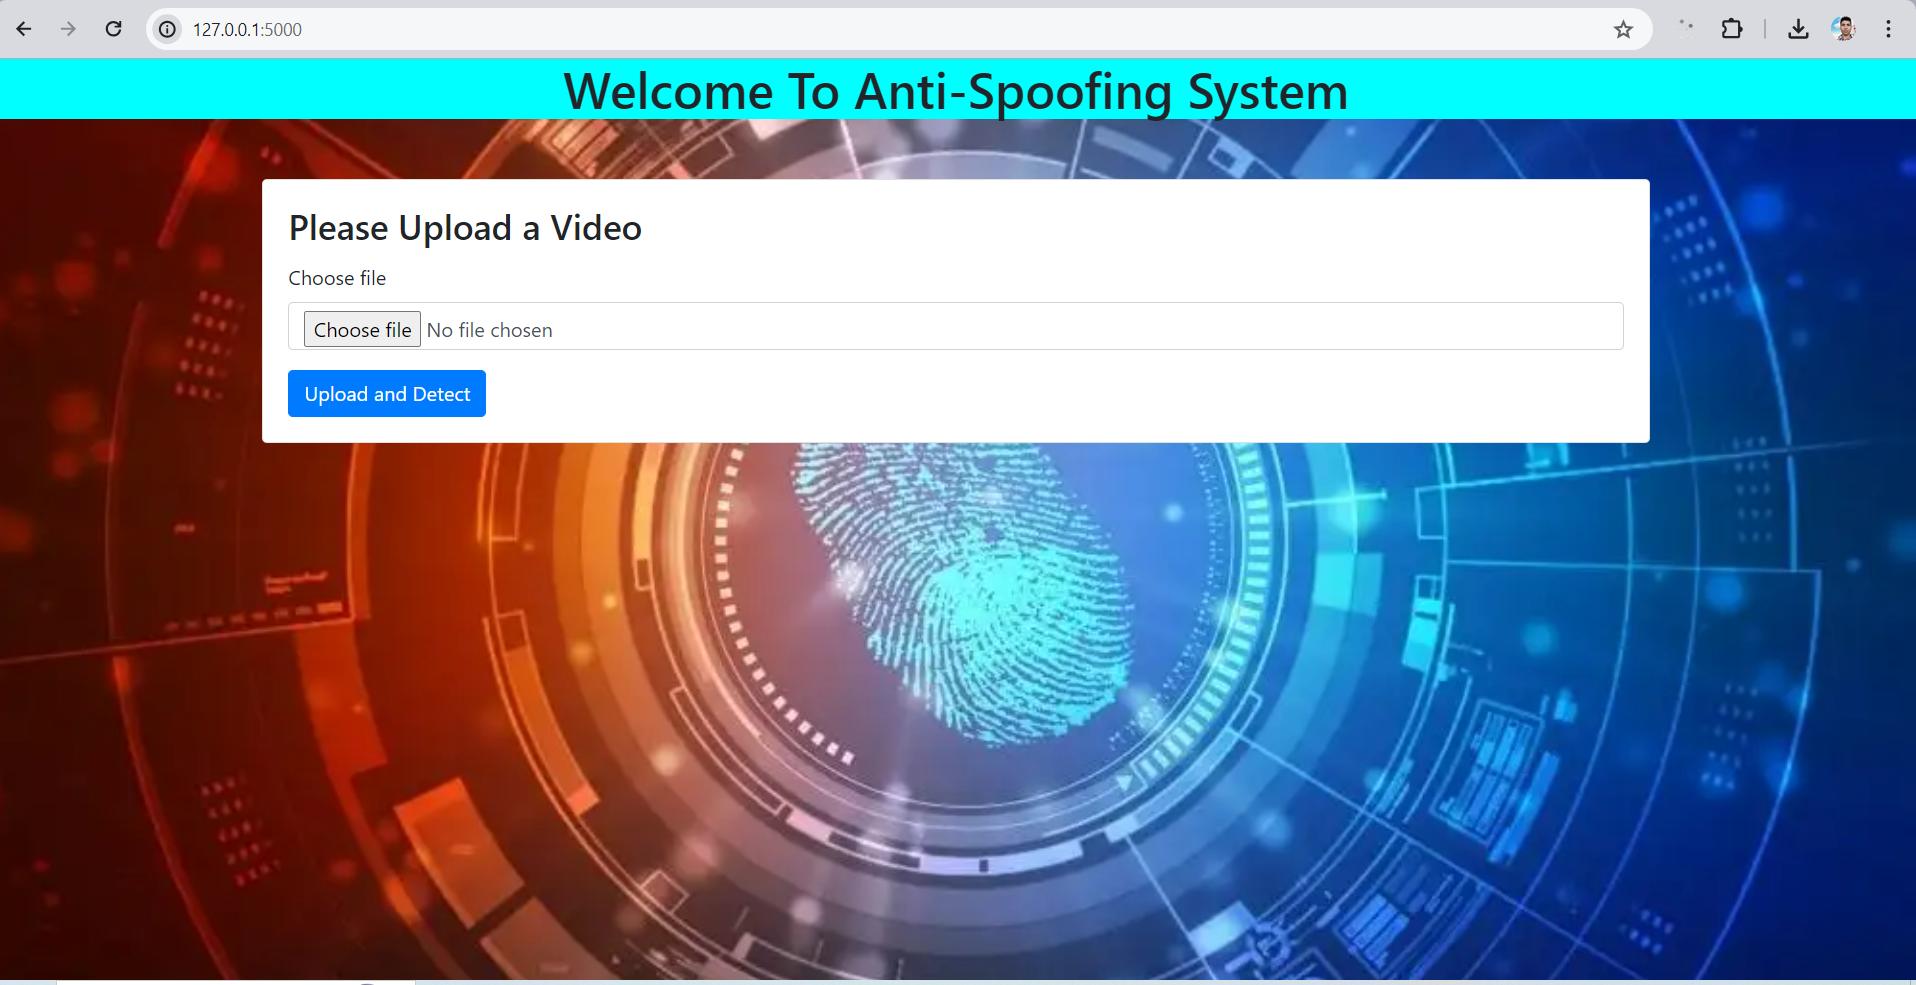 127.0.0.1:5000
Welcome To Anti-Spoofing System
Please Upload a Video
Choose file
Choose file No file chosen
Upload and Detect